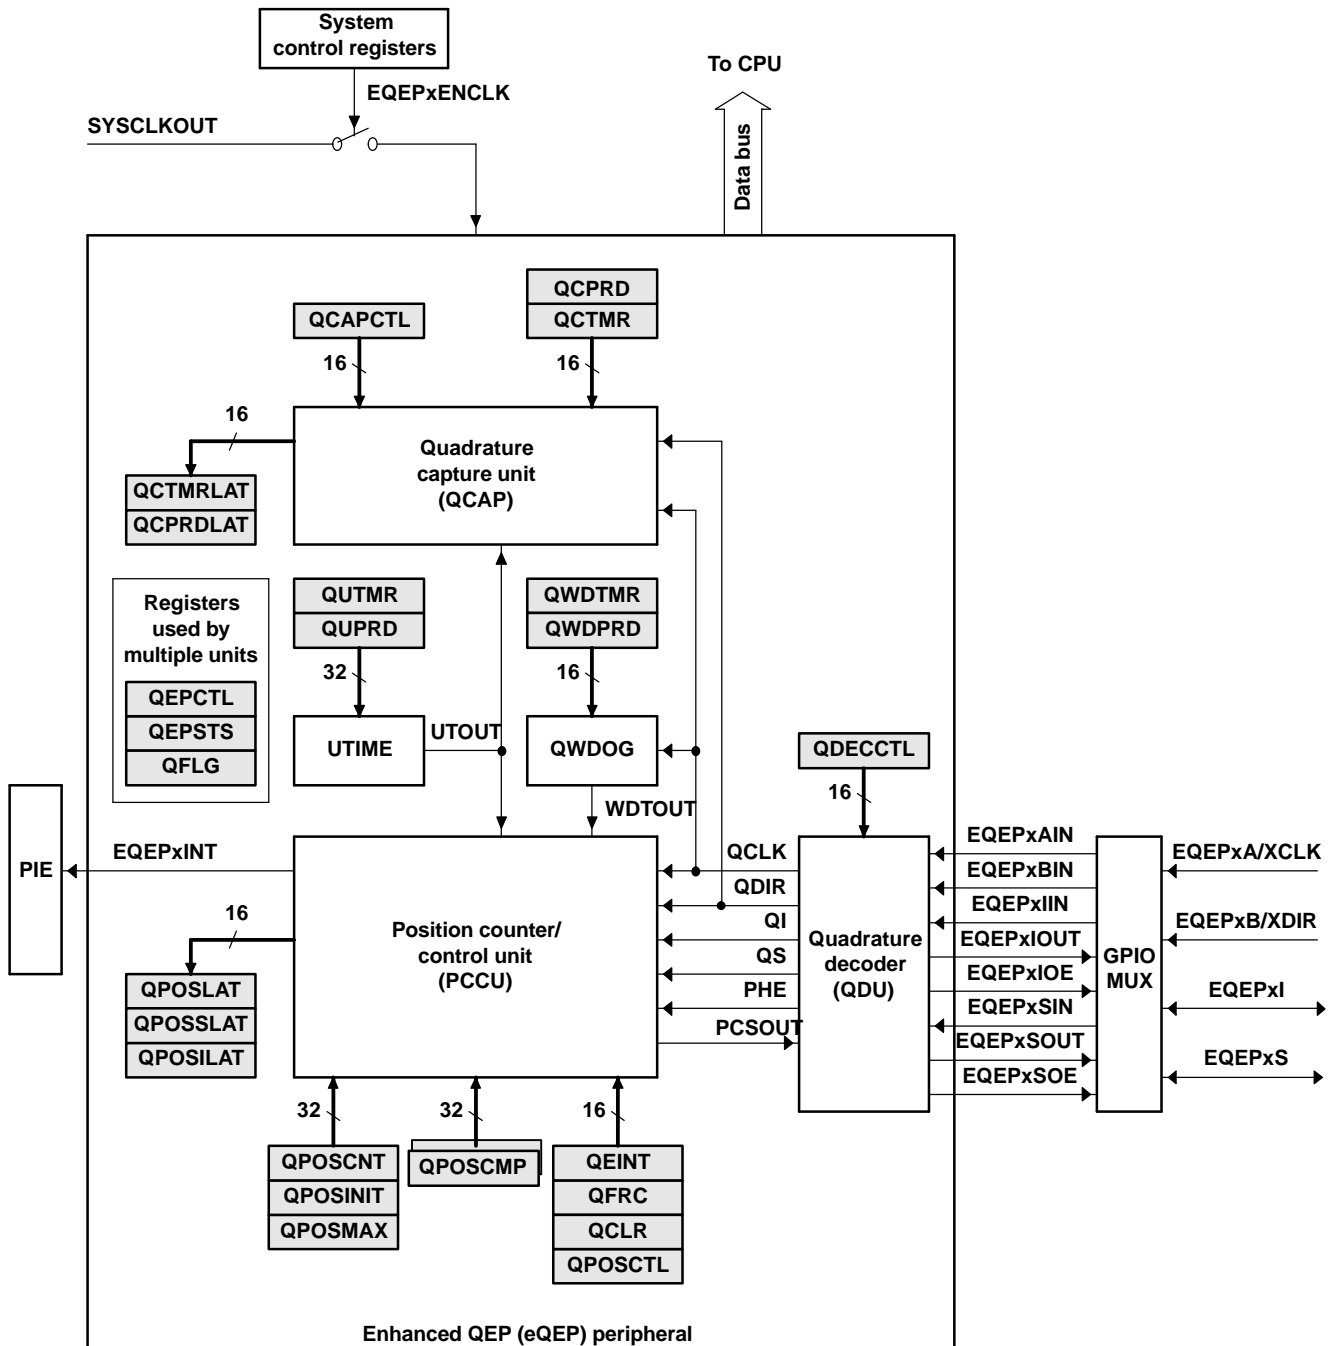 System
control registers
To CPU
EQEPxENCLK
SYSCLKOUT
Data bus
QCPRD
QCAPCTL
QCTMR
16
16
16
Quadrature
capture unit
(QCAP)
QCTMRLAT
QCPRDLAT
Registers
used by
multiple units
QEPCTL
QEPSTS
QFLG
QUTMR
QUPRD
QWDTMR
QWDPRD
32
16
UTIME
UTOUT
QWDOG
QDECCTL
WDTOUT
16
PIE
EQEPxINT
16
Position counter/
control unit
(PCCU)
QCLK
QDIR
QI
QS
PHE
PCSOUT
Quadrature
decoder
(QDU)
EQEPxAIN
EQEPxBIN
EQEPxIIN
EQEPxIOUT
EQEPxIOE
EQEPxSIN
EQEPxSOUT
EQEPxSOE
GPIO
MUX
EQEPxA/XCLK
EQEPxB/XDIR
EQEPxI
EQEPxS
QPOSLAT
QPOSSLAT
QPOSILAT
32
32
16
QPOSCNT
QPOSINIT
QPOSMAX
QPOSCMP
QEINT
QFRC
QCLR
QPOSCTL
Enhanced QEP (eQEP) peripheral